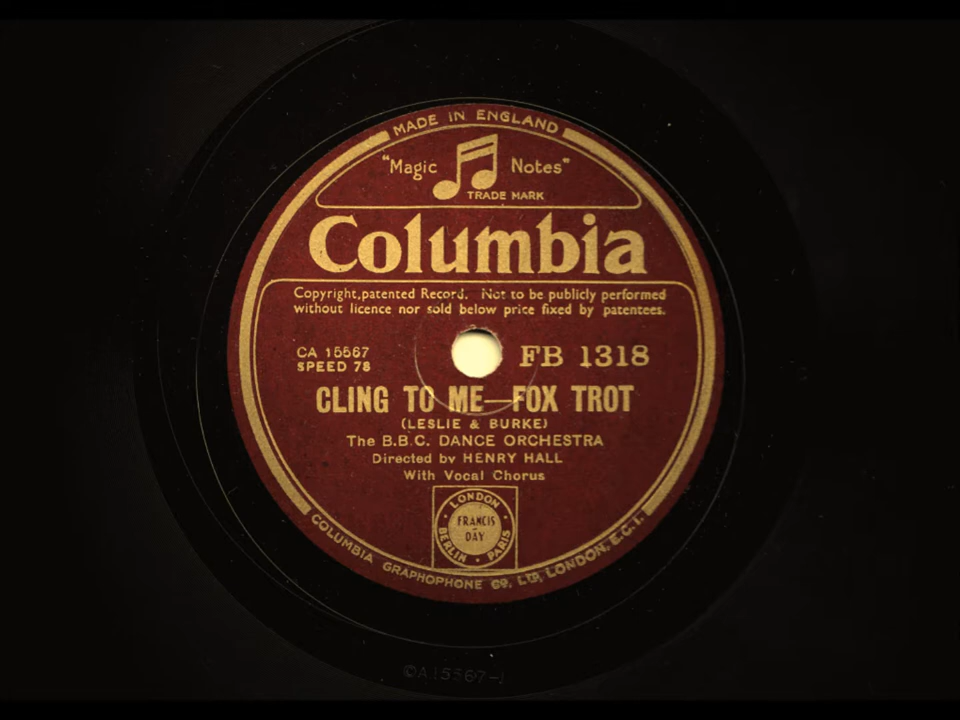 MADE IN ENGLAND
"Magic Notes"
TRADE MARK
Columbia
Copyright,patented Record. Not to be publicly performed
without licence nor sold below price fixed by patentees.
CA 15567
SPEED 78
FB 1318
CLING TO ME—FOX TROT
(LESLIE & BURKE)
The B.B.C. DANCE ORCHESTRA
Directed by HENRY HALL
With Vocal Chorus
LONDON
FRANCIS
DAY
BERLIN · PARIS
COLUMBIA GRAPHOPHONE Co. LTD, LONDON, E.C.1.
CA15567-1